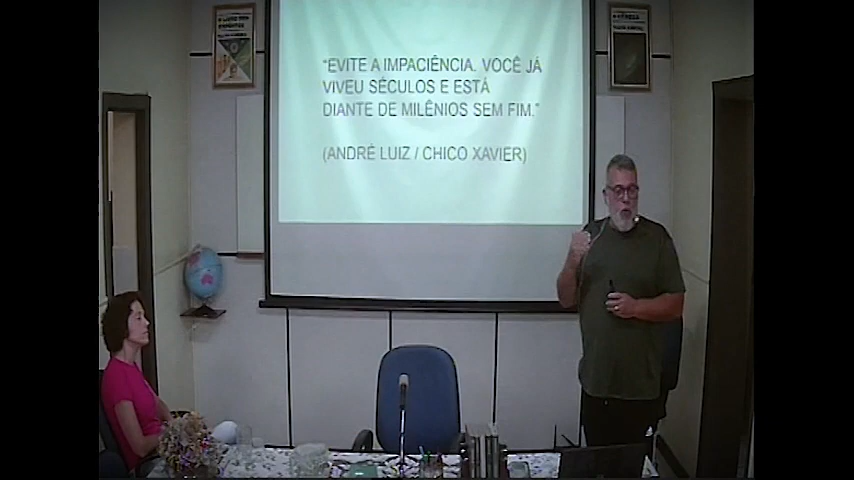 "EVITE A IMPACIÊNCIA. VOCÊ JÁ
VIVEU SÉCULOS E ESTÁ
DIANTE DE MILÊNIOS SEM FIM."
(ANDRÉ LUIZ / CHICO XAVIER)